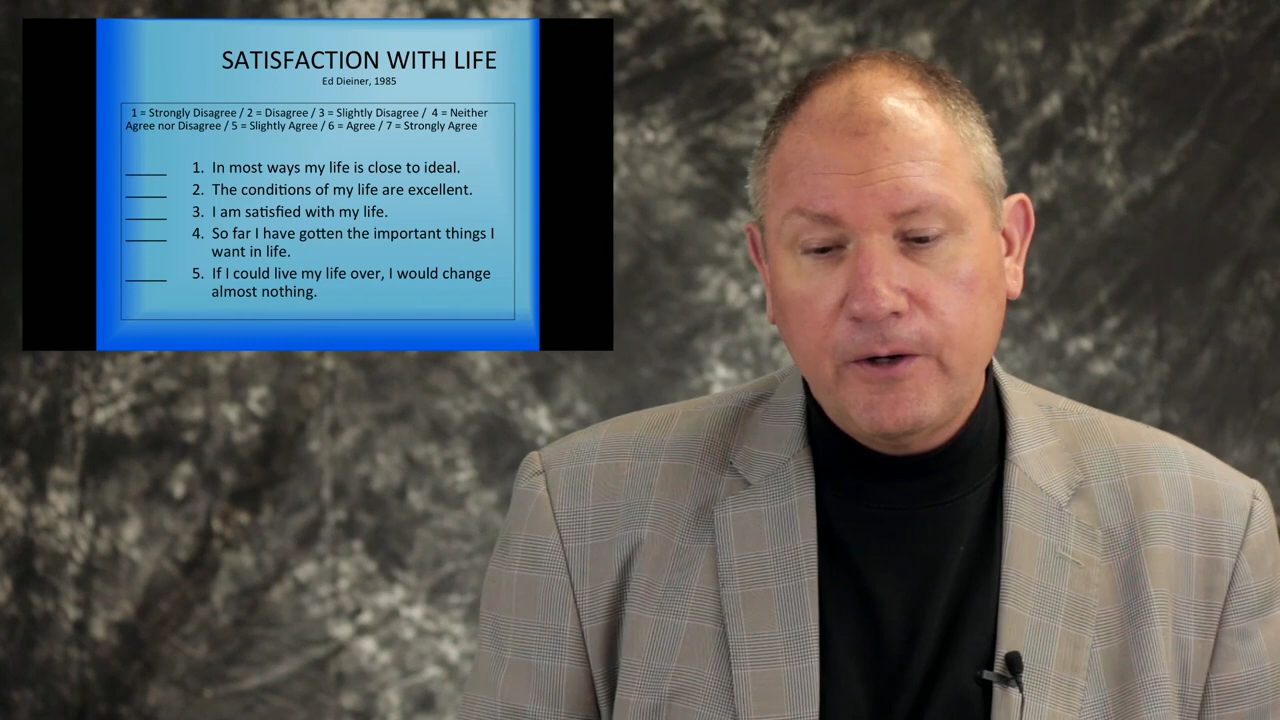 SATISFACTION WITH LIFE
Ed Dieiner, 1985
1 = Strongly Disagree / 2 = Disagree / 3 = Slightly Disagree / 4 = Neither
Agree nor Disagree / 5 = Slightly Agree / 6 = Agree / 7 = Strongly Agree
1. In most ways my life is close to ideal.
2. The conditions of my life are excellent.
3. I am satisfied with my life.
4. So far I have gotten the important things I
want in life.
5. If I could live my life over, I would change
almost nothing.